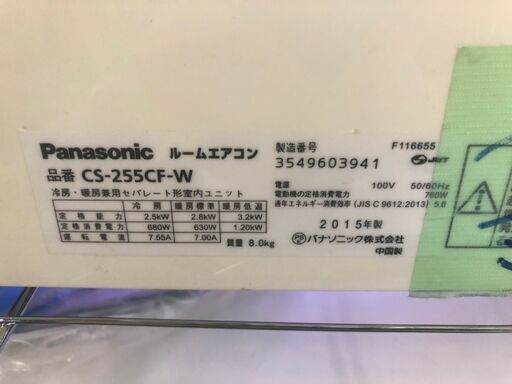 Panasonic ルームエアコン
品番 CS-255CF-W
冷房・暖房兼用セパレート形室内ユニット
冷房標準 暖房標準 暖房低温
定格能力 2.5kW 2.8kW 3.2kW
定格消費電力 680W 630W 1.20kW
運転電流 7.55A 7.00A
質量 8.0kg
製造番号 F116655
3549603941
JET
電源 100V 50/60Hz
電動機の定格消費電力 760W
通年エネルギー消費効率 (JIS C 9612:2013) 5.8
2015年製
PS E パナソニック株式会社
中国製